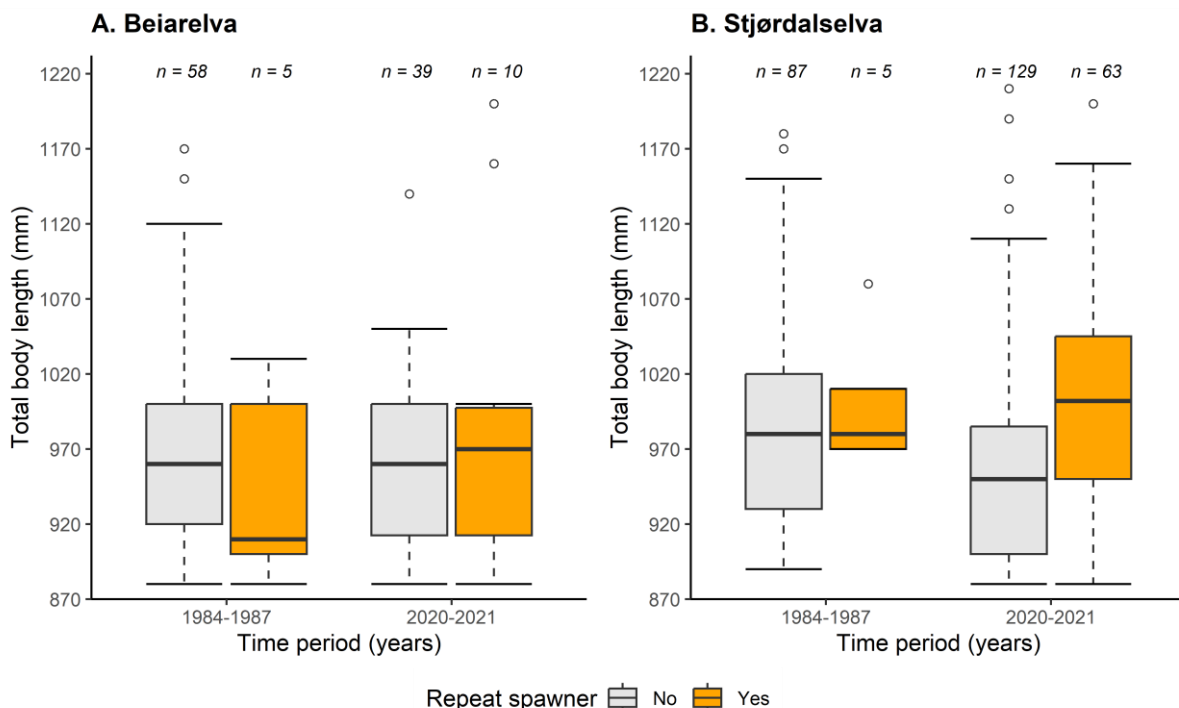 A. Beiarelva
n = 58
n = 5
n = 39
n = 10
1220
1170
1120
1070
1020
970
920
870
Total body length (mm)
1984-1987
2020-2021
Time period (years)
B. Stjørdalselva
n = 87
n = 5
n = 129
n = 63
1220
1170
1120
1070
1020
970
920
870
Total body length (mm)
1984-1987
2020-2021
Time period (years)
Repeat spawner No Yes